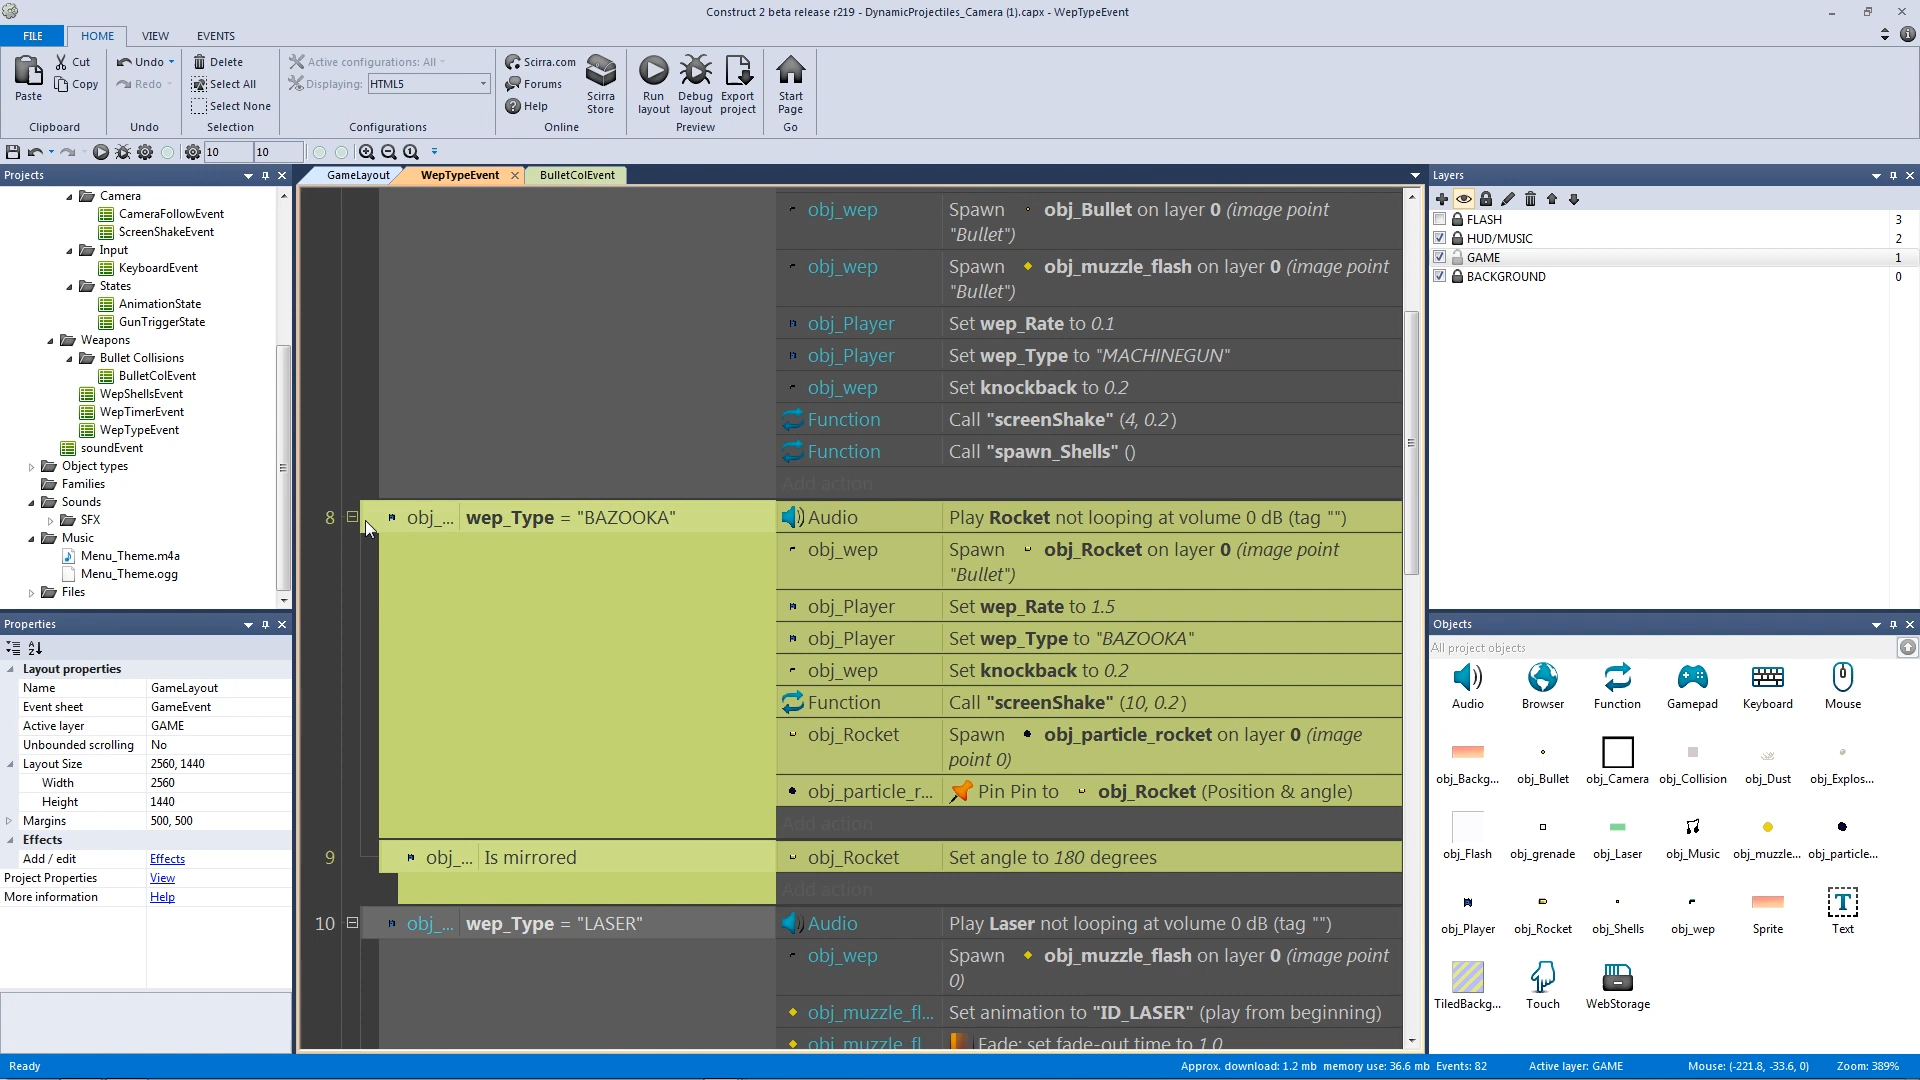 Construct 2 beta release r219 - DynamicProjectiles_Camera (1).capx - WepTypeEvent
FILE HOME VIEW EVENTS
Paste
Cut
Copy
Clipboard
Undo
Redo
Undo
Delete
Select All
Select None
Selection
Active configurations: All
Displaying: HTML5
Configurations
Scirra.com
Forums
Help
Scirra Store
Online
Run layout
Debug layout
Export project
Preview
Start Page
Go
10 10
Projects
Camera
CameraFollowEvent
ScreenShakeEvent
Input
KeyboardEvent
States
AnimationState
GunTriggerState
Weapons
Bullet Collisions
BulletColEvent
WepShellsEvent
WepTimerEvent
WepTypeEvent
soundEvent
Object types
Families
Sounds
SFX
Music
Menu_Theme.m4a
Menu_Theme.ogg
Files
Properties
Layout properties
Name GameLayout
Event sheet GameEvent
Active layer GAME
Unbounded scrolling No
Layout Size 2560, 1440
Width 2560
Height 1440
Margins 500, 500
Effects
Add / edit Effects
Project Properties View
More information Help
GameLayout WepTypeEvent BulletColEvent
obj_wep Spawn obj_Bullet on layer 0 (image point
"Bullet")
obj_wep Spawn obj_muzzle_flash on layer 0 (image point
"Bullet")
obj_Player Set wep_Rate to 0.1
obj_Player Set wep_Type to "MACHINEGUN"
obj_wep Set knockback to 0.2
Function Call "screenShake" (4, 0.2)
Function Call "spawn_Shells" ()
Add action
8 obj_... wep_Type = "BAZOOKA" Audio Play Rocket not looping at volume 0 dB (tag "")
obj_wep Spawn obj_Rocket on layer 0 (image point
"Bullet")
obj_Player Set wep_Rate to 1.5
obj_Player Set wep_Type to "BAZOOKA"
obj_wep Set knockback to 0.2
Function Call "screenShake" (10, 0.2)
obj_Rocket Spawn obj_particle_rocket on layer 0 (image
point 0)
obj_particle_r... Pin Pin to obj_Rocket (Position & angle)
Add action
9 obj_... Is mirrored obj_Rocket Set angle to 180 degrees
Add action
10 obj_... wep_Type = "LASER" Audio Play Laser not looping at volume 0 dB (tag "")
obj_wep Spawn obj_muzzle_flash on layer 0 (image point
0)
obj_muzzle_fl... Set animation to "ID_LASER" (play from beginning)
obj_muzzle_fl Fade: set fade-out time to 1.0
Layers
FLASH 3
HUD/MUSIC 2
GAME 1
BACKGROUND 0
Objects
All project objects
Audio Browser Function Gamepad Keyboard Mouse
obj_Backg... obj_Bullet obj_Camera obj_Collision obj_Dust obj_Explos...
obj_Flash obj_grenade obj_Laser obj_Music obj_muzzle... obj_particle...
obj_Player obj_Rocket obj_Shells obj_wep Sprite Text
TiledBackg... Touch WebStorage
Ready Approx. download: 1.2 mb memory use: 36.6 mb Events: 82 Active layer: GAME Mouse: (-221.8, -33.6, 0) Zoom: 389%